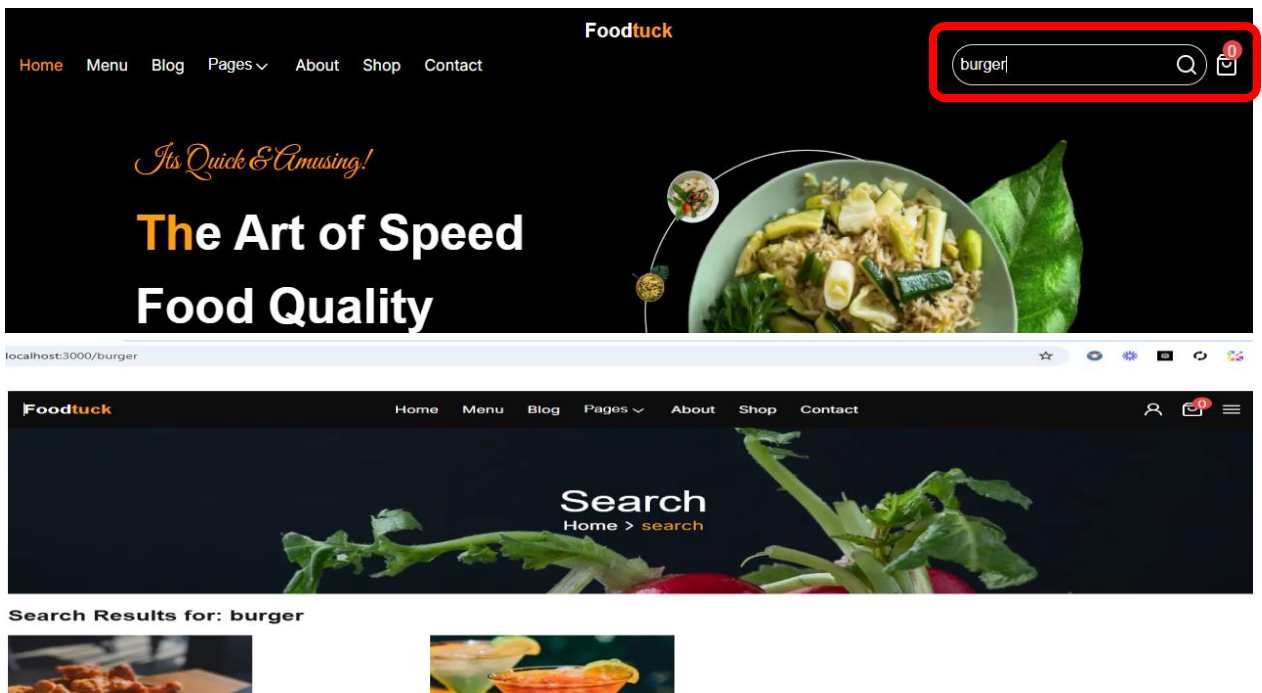 Foodtuck
Home Menu Blog Pages About Shop Contact
burger
0
Its Quick & Amusing!
The Art of Speed
Food Quality
localhost:3000/burger
Foodtuck
Home Menu Blog Pages About Shop Contact
0
Search
Home > search
Search Results for: burger